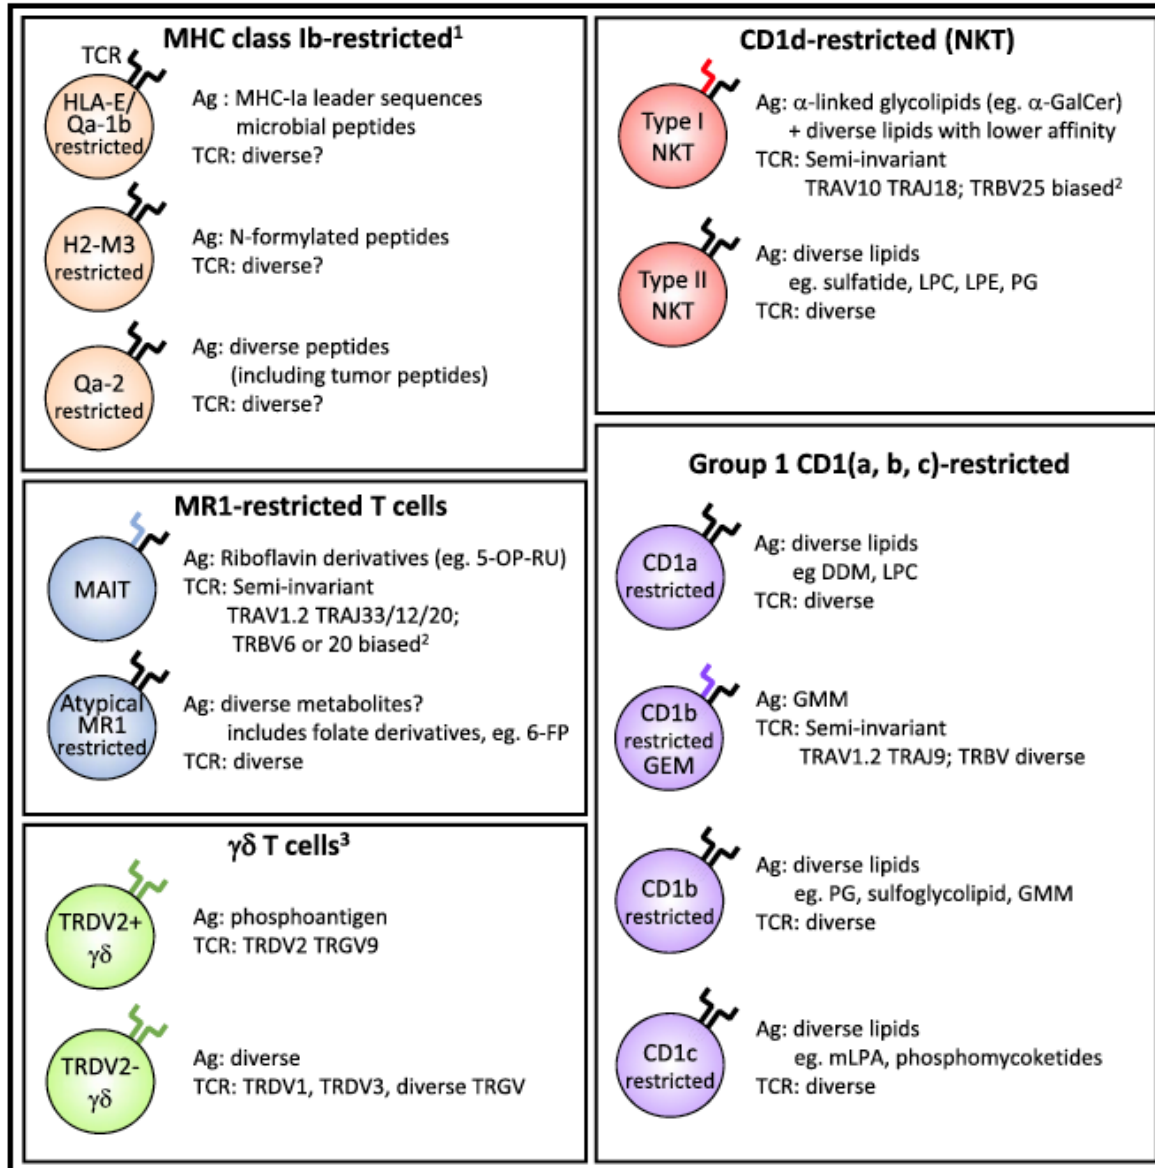 MHC class Ib-restricted¹
TCR
HLA-E/
Qa-1b
restricted
Ag : MHC-Ia leader sequences
microbial peptides
TCR: diverse?
H2-M3
restricted
Ag: N-formylated peptides
TCR: diverse?
Qa-2
restricted
Ag: diverse peptides
(including tumor peptides)
TCR: diverse?
MR1-restricted T cells
MAIT
Ag: Riboflavin derivatives (eg. 5-OP-RU)
TCR: Semi-invariant
TRAV1.2 TRAJ33/12/20;
TRBV6 or 20 biased²
Atypical
MR1
restricted
Ag: diverse metabolites?
includes folate derivatives, eg. 6-FP
TCR: diverse
γδ T cells³
TRDV2+
γδ
Ag: phosphoantigen
TCR: TRDV2 TRGV9
TRDV2-
γδ
Ag: diverse
TCR: TRDV1, TRDV3, diverse TRGV
CD1d-restricted (NKT)
Type I
NKT
Ag: α-linked glycolipids (eg. α-GalCer)
+ diverse lipids with lower affinity
TCR: Semi-invariant
TRAV10 TRAJ18; TRBV25 biased²
Type II
NKT
Ag: diverse lipids
eg. sulfatide, LPC, LPE, PG
TCR: diverse
Group 1 CD1(a, b, c)-restricted
CD1a
restricted
Ag: diverse lipids
eg DDM, LPC
TCR: diverse
CD1b
restricted
GEM
Ag: GMM
TCR: Semi-invariant
TRAV1.2 TRAJ9; TRBV diverse
CD1b
restricted
Ag: diverse lipids
eg. PG, sulfoglycolipid, GMM
TCR: diverse
CD1c
restricted
Ag: diverse lipids
eg. mLPA, phosphomycoketides
TCR: diverse